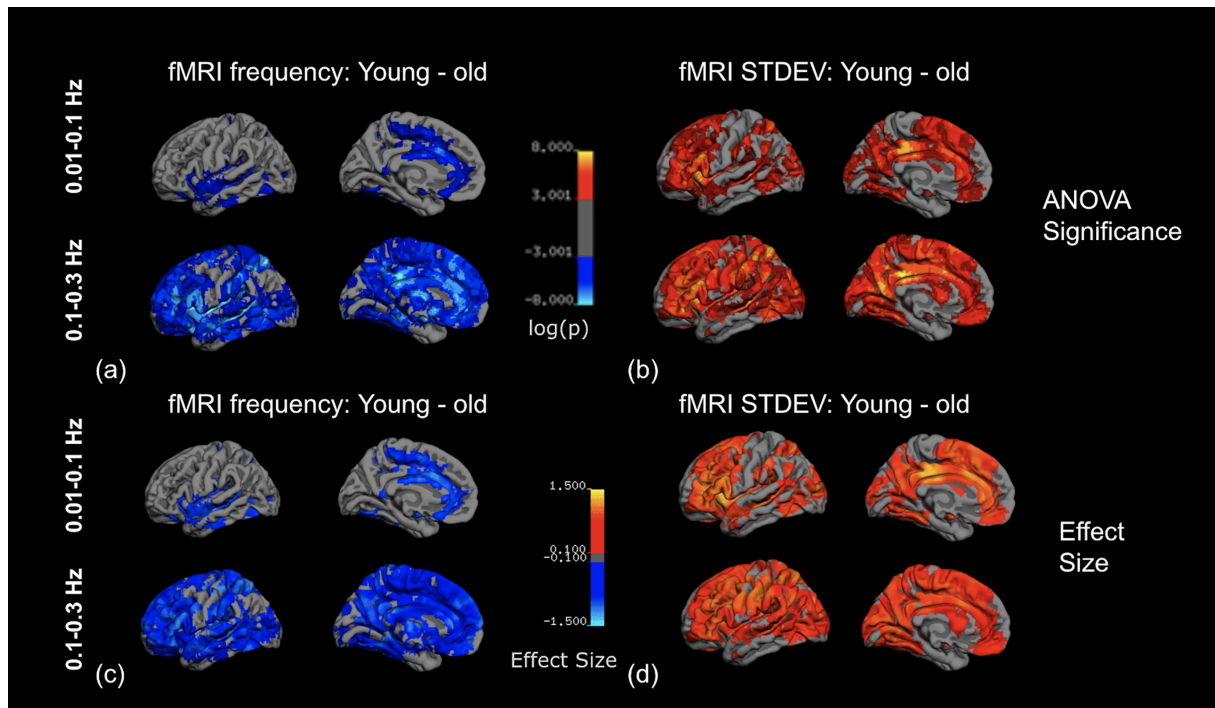 fMRI frequency: Young - old
fMRI STDEV: Young - old
0.01-0.1 Hz
8.000
3.001
-3.001
-8.000
log(p)
ANOVA
Significance
0.1-0.3 Hz
(a)
(b)
fMRI frequency: Young - old
fMRI STDEV: Young - old
0.01-0.1 Hz
1.500
0.100
-0.100
-1.500
Effect Size
Effect
Size
0.1-0.3 Hz
(c)
(d)